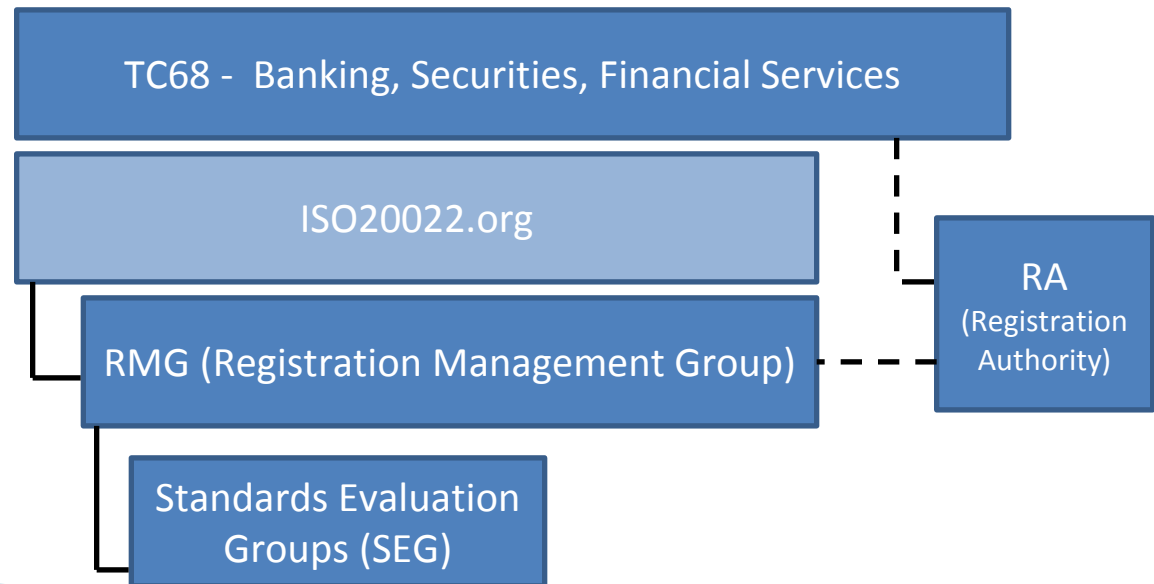 TC68 - Banking, Securities, Financial Services
ISO20022.org
RA
(Registration
Authority)
RMG (Registration Management Group)
Standards Evaluation
Groups (SEG)